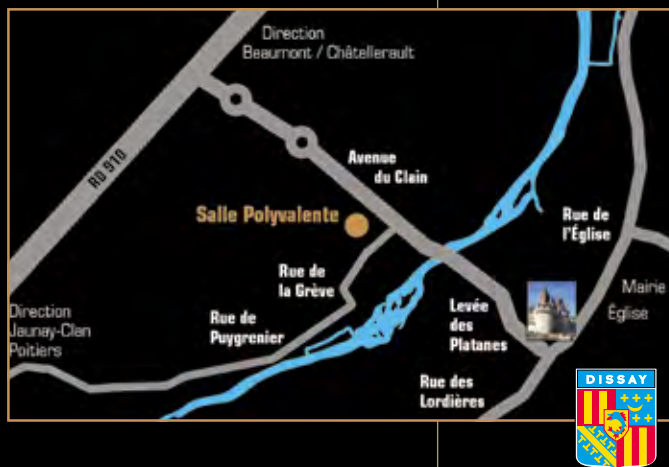 Direction
Beaumont / Châtellerault
RD 910
Avenue
du Clain
Salle Polyvalente
Rue de
l'Église
Rue de
la Grève
Mairie
Église
Direction
Jaunay-Clan
Poitiers
Rue de
Puygrenier
Levée
des
Platanes
Rue des
Lordières
DISSAY